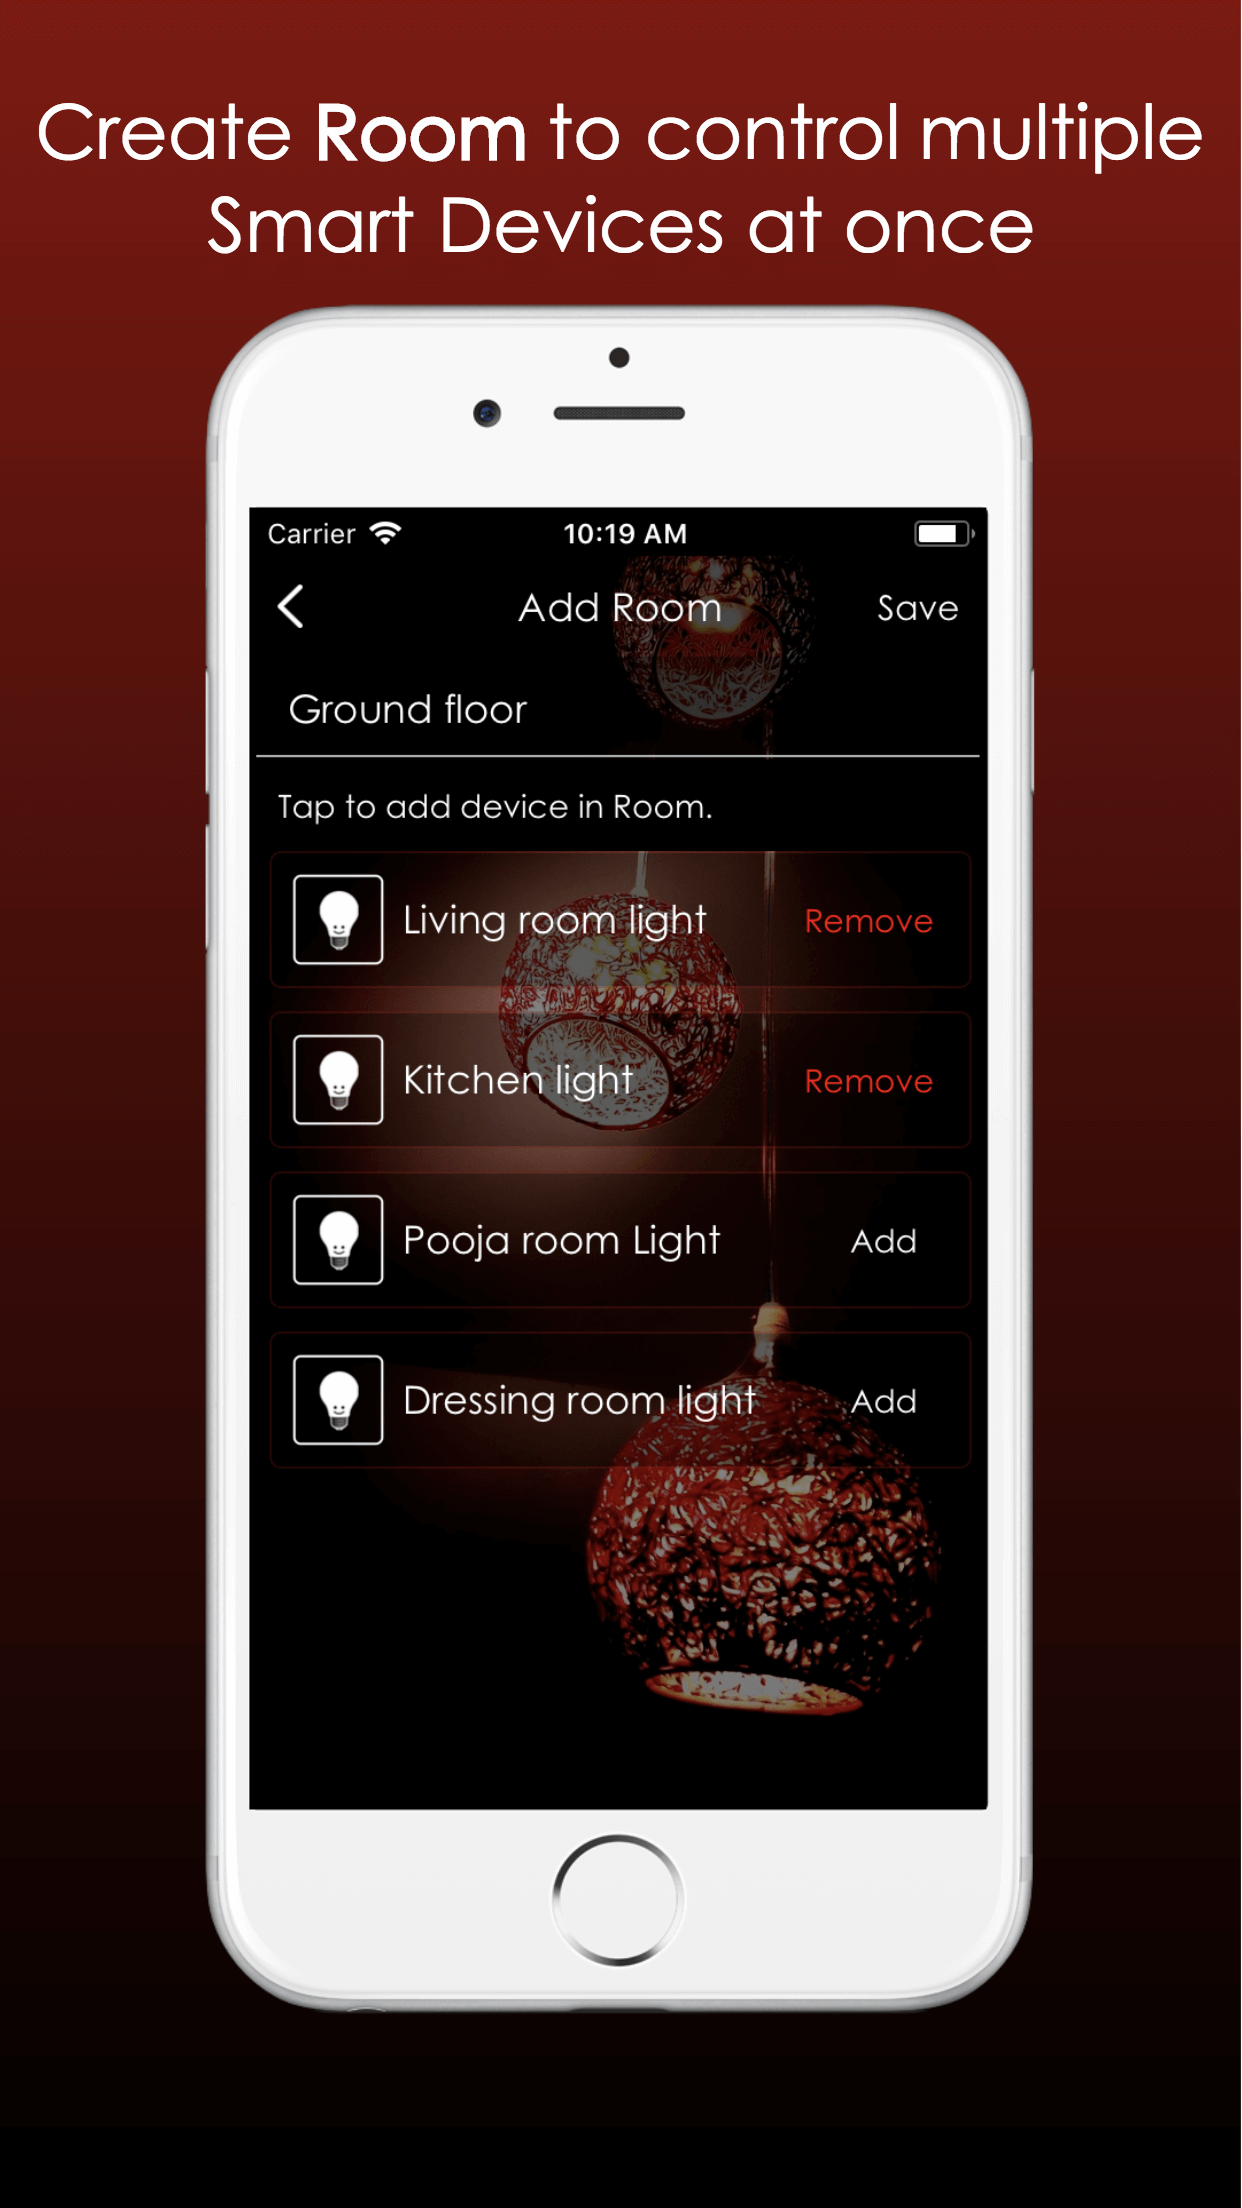 Create Room to control multiple
Smart Devices at once
Carrier 10:19 AM
Add Room Save
Ground floor
Tap to add device in Room.
Living room light Remove
Kitchen light Remove
Pooja room Light Add
Dressing room light Add